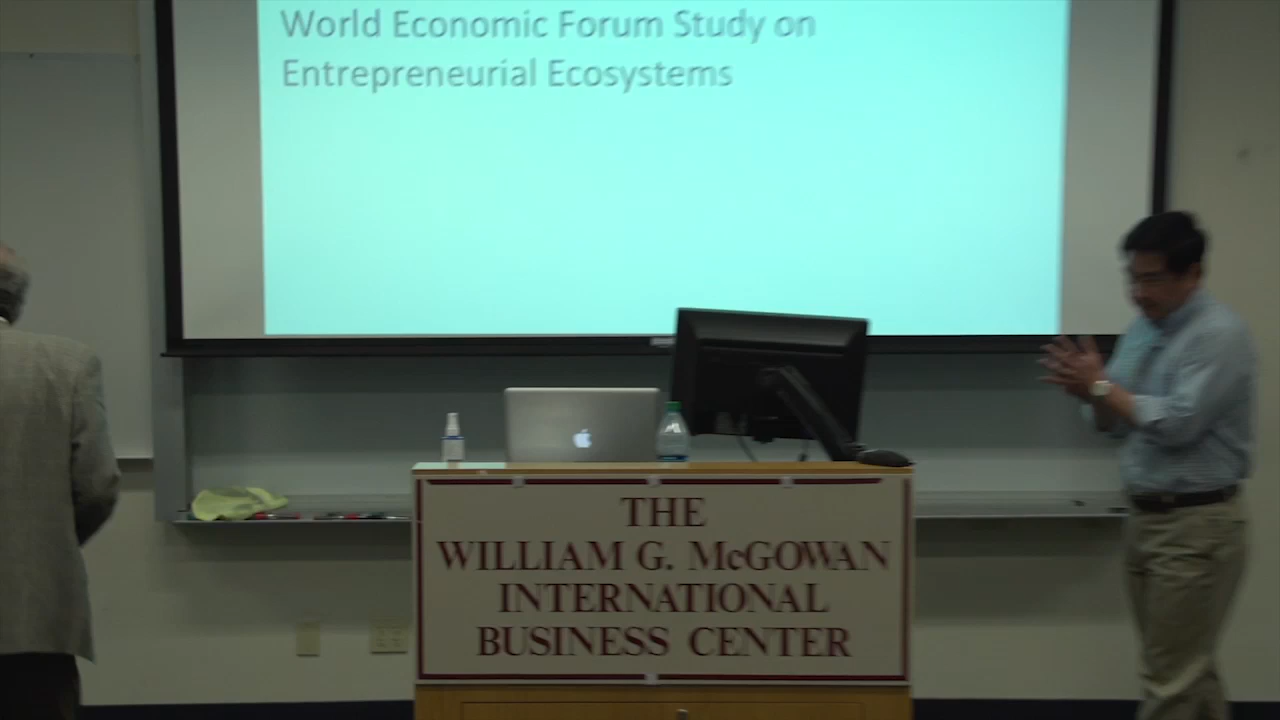 World Economic Forum Study on
Entrepreneurial Ecosystems
THE
WILLIAM G. McGOWAN
INTERNATIONAL
BUSINESS CENTER